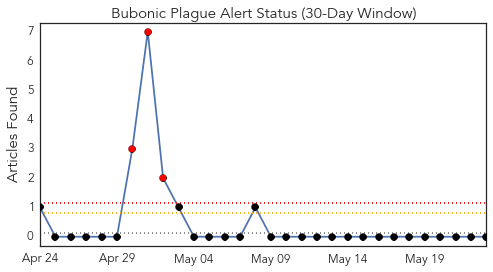 Bubonic Plague Alert Status (30-Day Window)
Articles Found
7
6
5
4
3
2
1
0
Apr 24 Apr 29 May 04 May 09 May 14 May 19